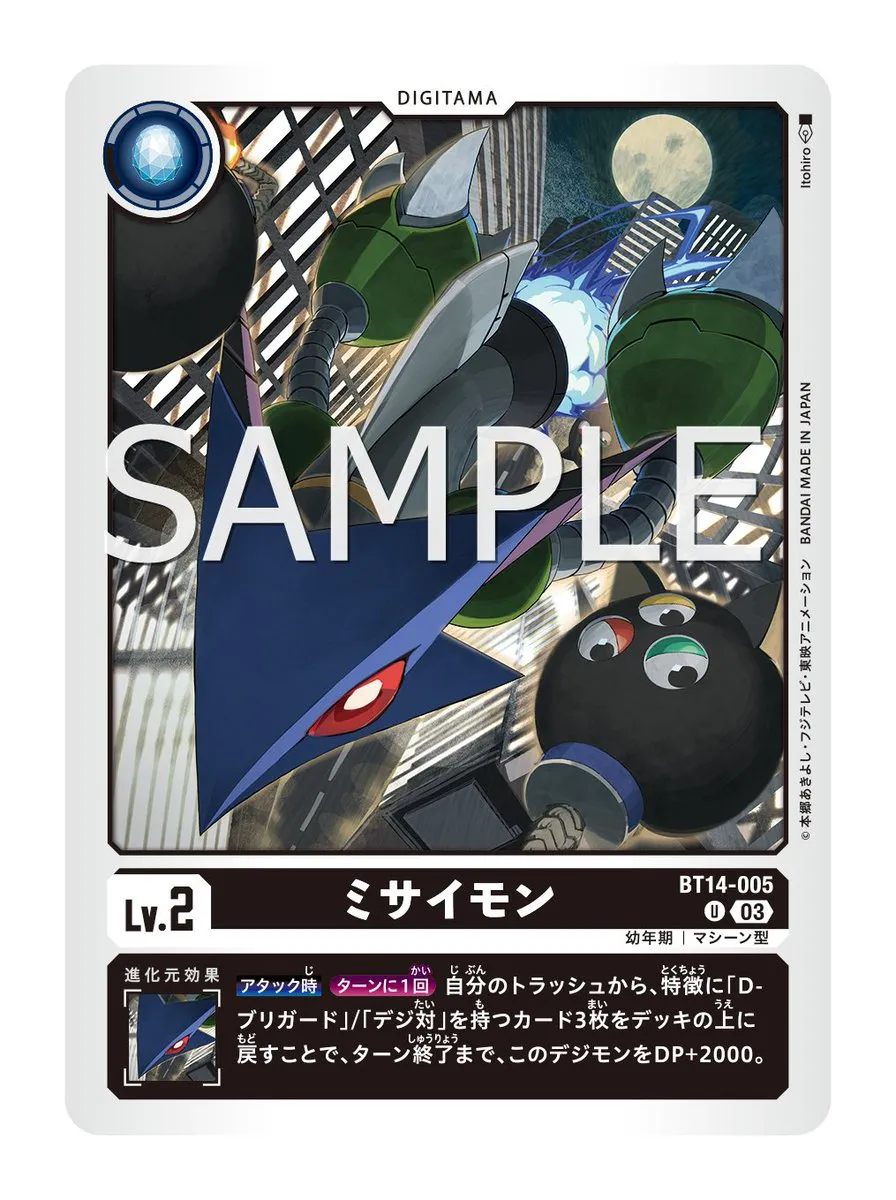 DIGITAMA
Itohiro
SAMPLE
BANDAI MADE IN JAPAN
© 本郷あきよし・フジテレビ・東映アニメーション
Lv.2
ミサイモン
BT14-005
U 03
幼年期 | マシーン型
進化元効果
アタック時 ターンに1回 自分のトラッシュから、特徴に「D-
ブリガード」/「デジ対」を持つカード3枚をデッキの上に
戻すことで、ターン終了まで、このデジモンをDP+2000。